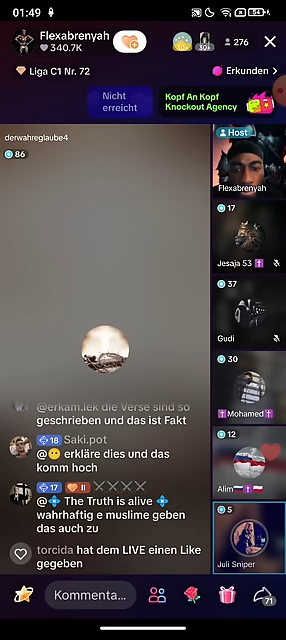 01:49
54
Flexabrenyah
340.7K
30+
276
Liga C1 Nr. 72
Erkunden >
Nicht
erreicht
Kopf An Kopf
Knockout Agency
derwahreglaube4
86
Host
Flexabrenyah
17
Jesaja 53 ✝️
37
Gudi
30
✝️Mohamed✝️
12
Alim🇷🇺✝️🇵🇱
5
Juli Sniper
@erkam.lek die Verse sind so
geschrieben und das ist Fakt
18 Saki.pot
@😶 erkläre dies und das
komm hoch
17 II ⚔⚔⚔⚔
@💠 The Truth is alive 💠
wahrhaftig e muslime geben
das auch zu
torcida hat dem LIVE einen Like
gegeben
Kommenta...
71